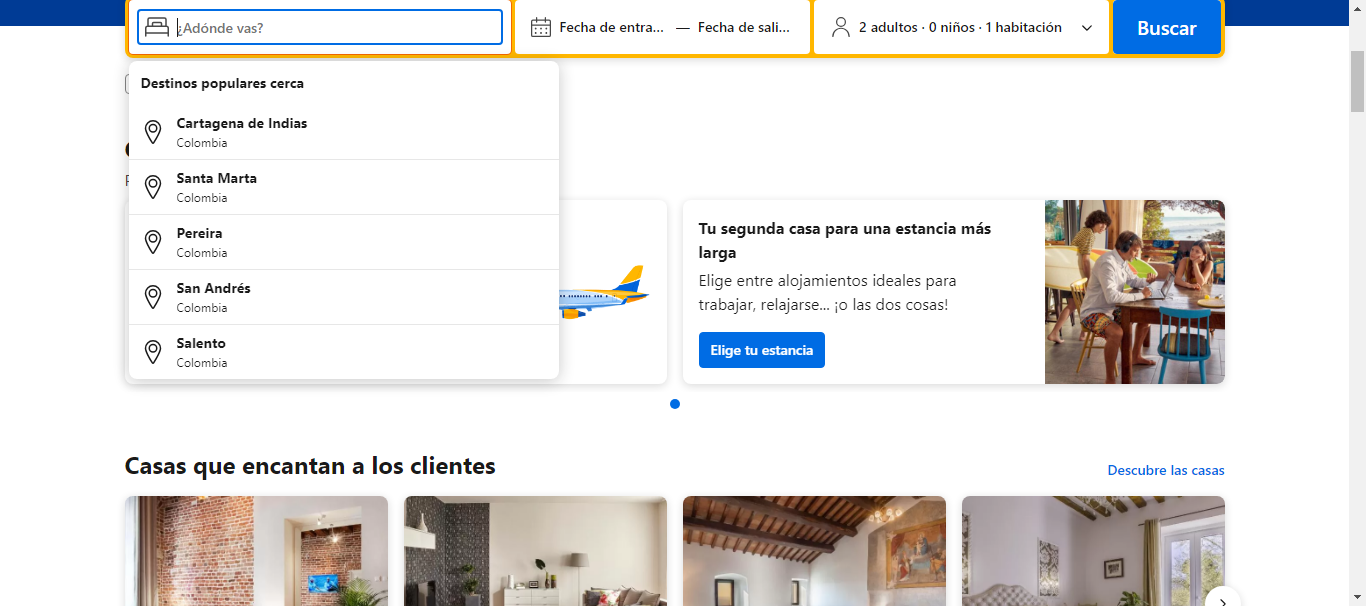 ¿Adónde vas?
Fecha de entra... — Fecha de sali...
2 adultos · 0 niños · 1 habitación
Buscar
Destinos populares cerca
Cartagena de Indias
Colombia
Santa Marta
Colombia
Pereira
Colombia
San Andrés
Colombia
Salento
Colombia
Tu segunda casa para una estancia más
larga
Elige entre alojamientos ideales para
trabajar, relajarse... ¡o las dos cosas!
Elige tu estancia
Casas que encantan a los clientes
Descubre las casas